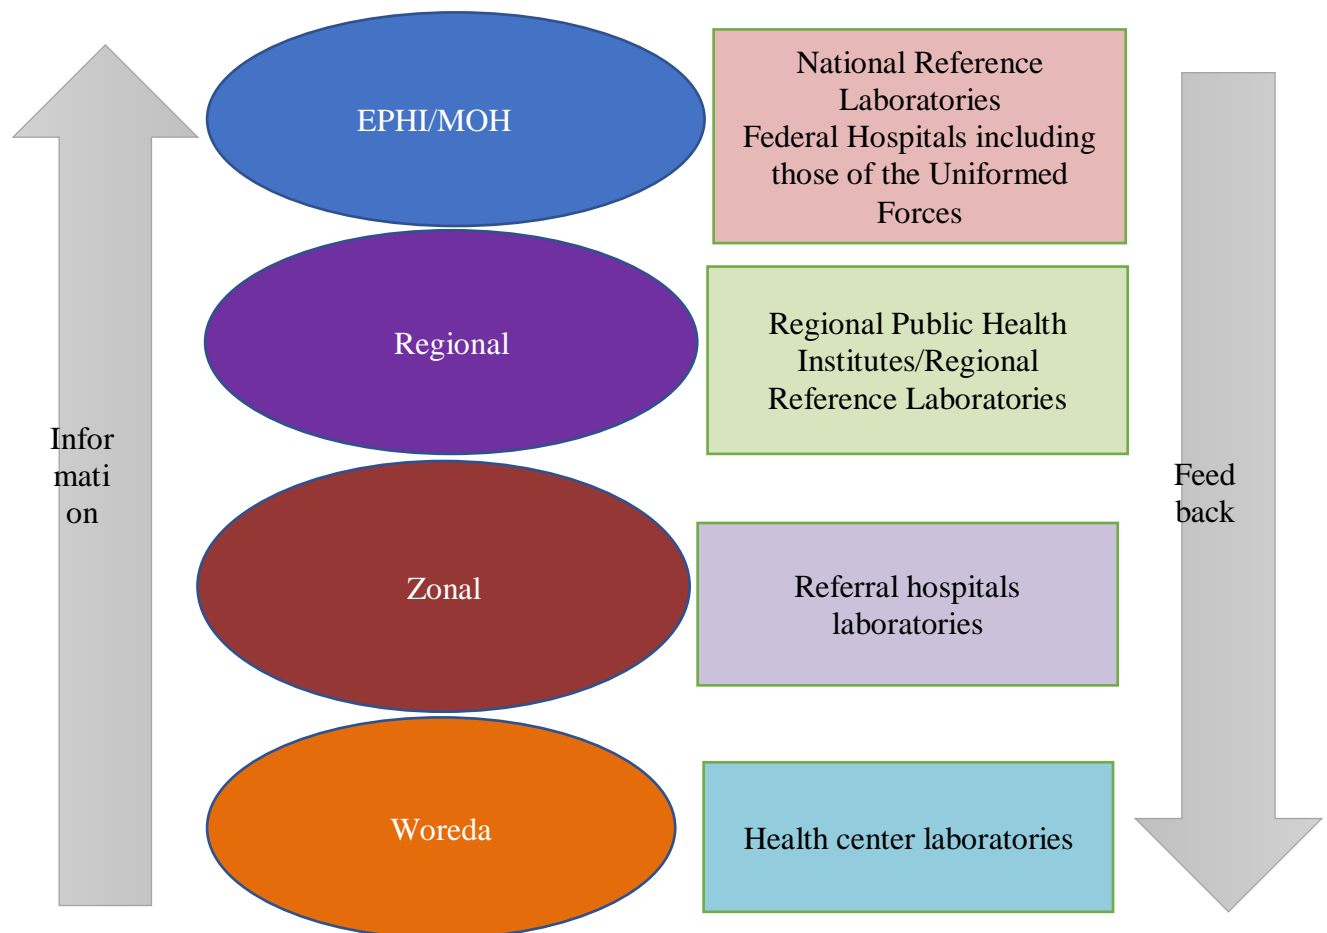 EPHI/MOH
National Reference
Laboratories
Federal Hospitals including
those of the Uniformed
Forces
Regional
Regional Public Health
Institutes/Regional
Reference Laboratories
Infor
mati
on
Feed
back
Zonal
Referral hospitals
laboratories
Woreda
Health center laboratories